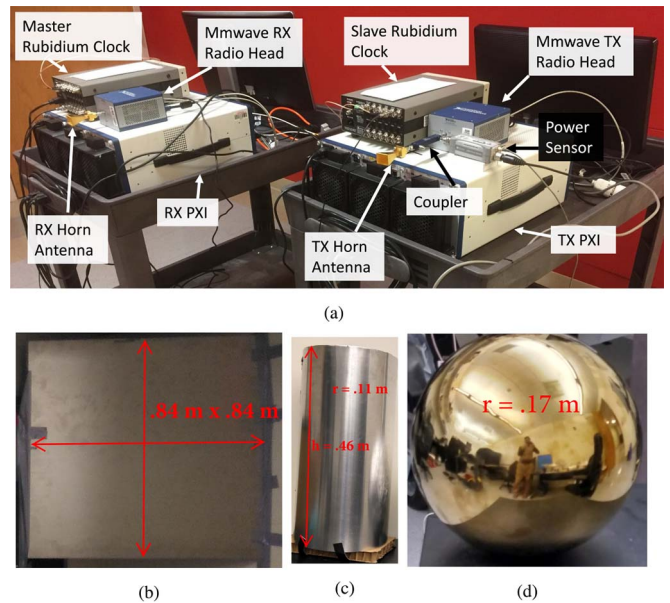 Master
Rubidium Clock
Mmwave RX
Radio Head
Slave Rubidium
Clock
Mmwave TX
Radio Head
Power
Sensor
RX Horn
Antenna
RX PXI
TX Horn
Antenna
Coupler
TX PXI
(a)
.84 m x .84 m
r = .11 m
h = .46 m
r = .17 m
(b)
(c)
(d)